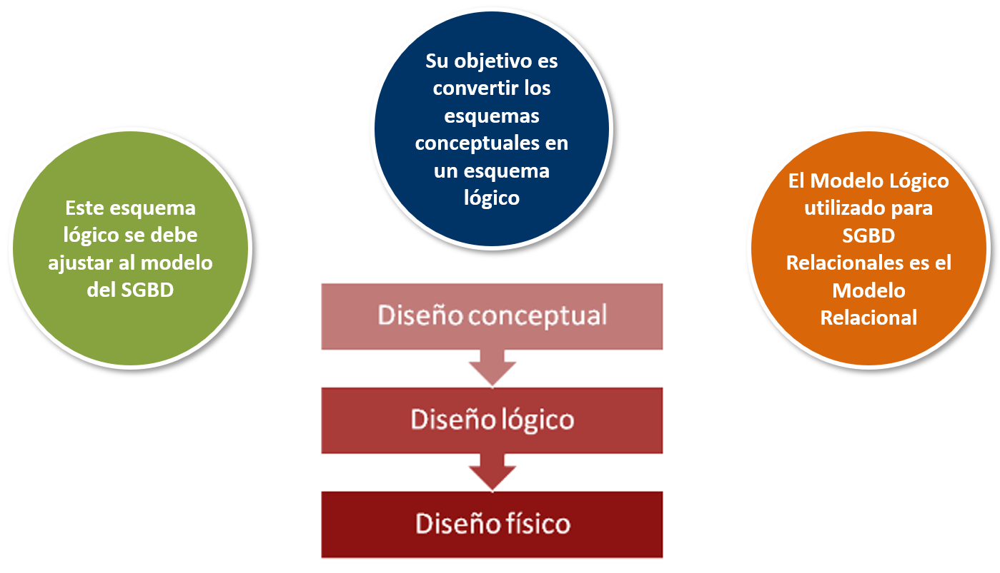 Su objetivo es
convertir los
esquemas
conceptuales en
un esquema
lógico
Este esquema
lógico se debe
ajustar al modelo
del SGBD
El Modelo Lógico
utilizado para
SGBD
Relacionales es el
Modelo
Relacional
Diseño conceptual
Diseño lógico
Diseño físico